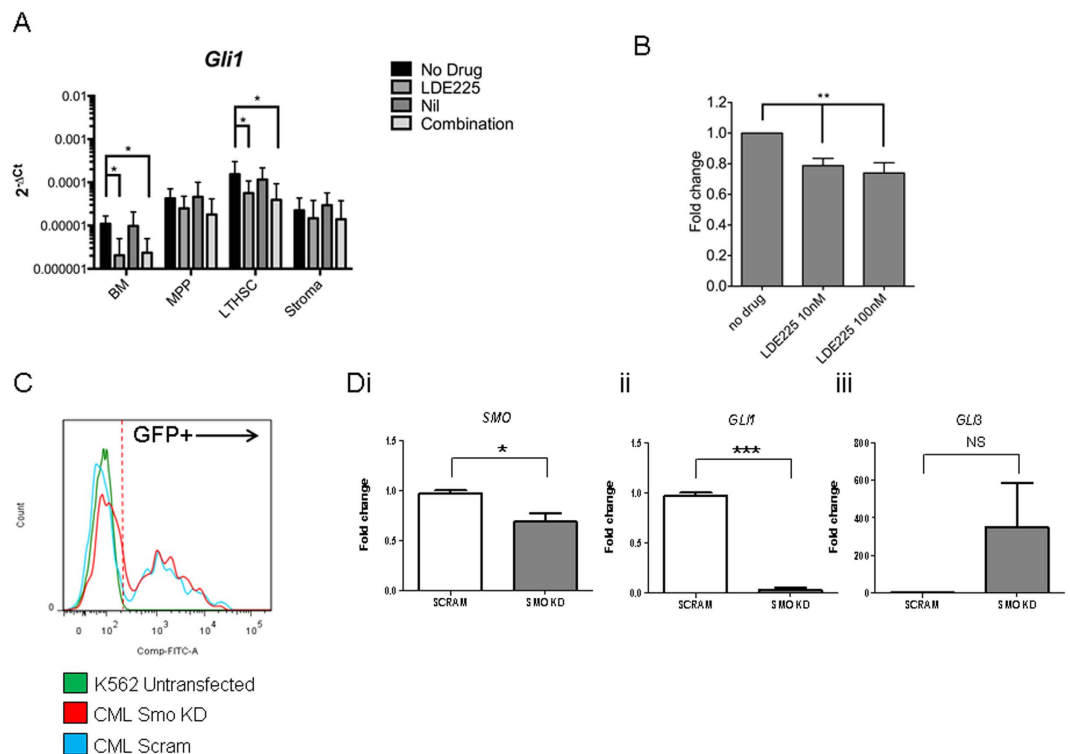 A
Gli1
No Drug
LDE225
Nil
Combination
2-ΔCt
0.01
0.001
0.0001
0.00001
0.000001
*
*
*
*
BM
MPP
LTHSC
Stroma
B
Fold change
1.2
1.0
0.8
0.6
0.4
0.2
0.0
**
no drug
LDE225 10nM
LDE225 100nM
C
GFP+
Count
0
0
10^2
10^3
10^4
10^5
Comp-FITC-A
K562 Untransfected
CML Smo KD
CML Scram
Di
SMO
Fold change
1.5
1.0
0.5
0.0
*
SCRAM
SMO KD
ii
GLI1
Fold change
1.5
1.0
0.5
0.0
***
SCRAM
SMO KD
iii
GLI3
Fold change
800
600
400
200
0
NS
SCRAM
SMO KD